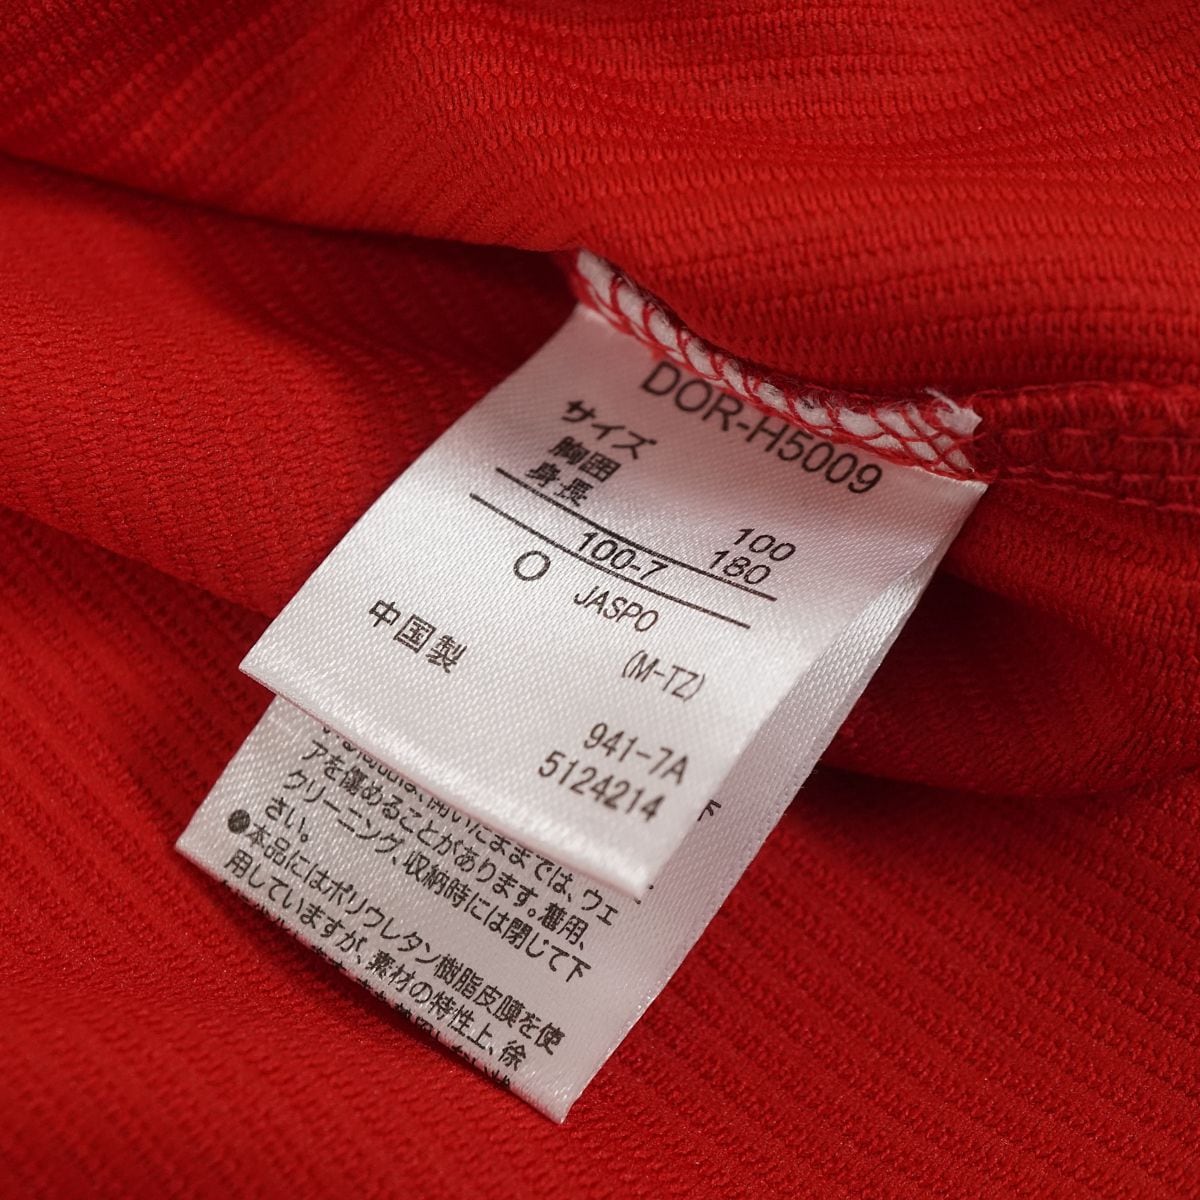 DOR-H5009
サイズ
胸囲 100
身長 180
100-7
O JASPO
(M-TZ)
中国製
941-7A
5124214
アを傷めることがあります。着用、
クリーニング、収納時には閉じて下
さい。
●本品にはポリウレタン樹脂皮膜を使
用していますが、素材の特性上、徐